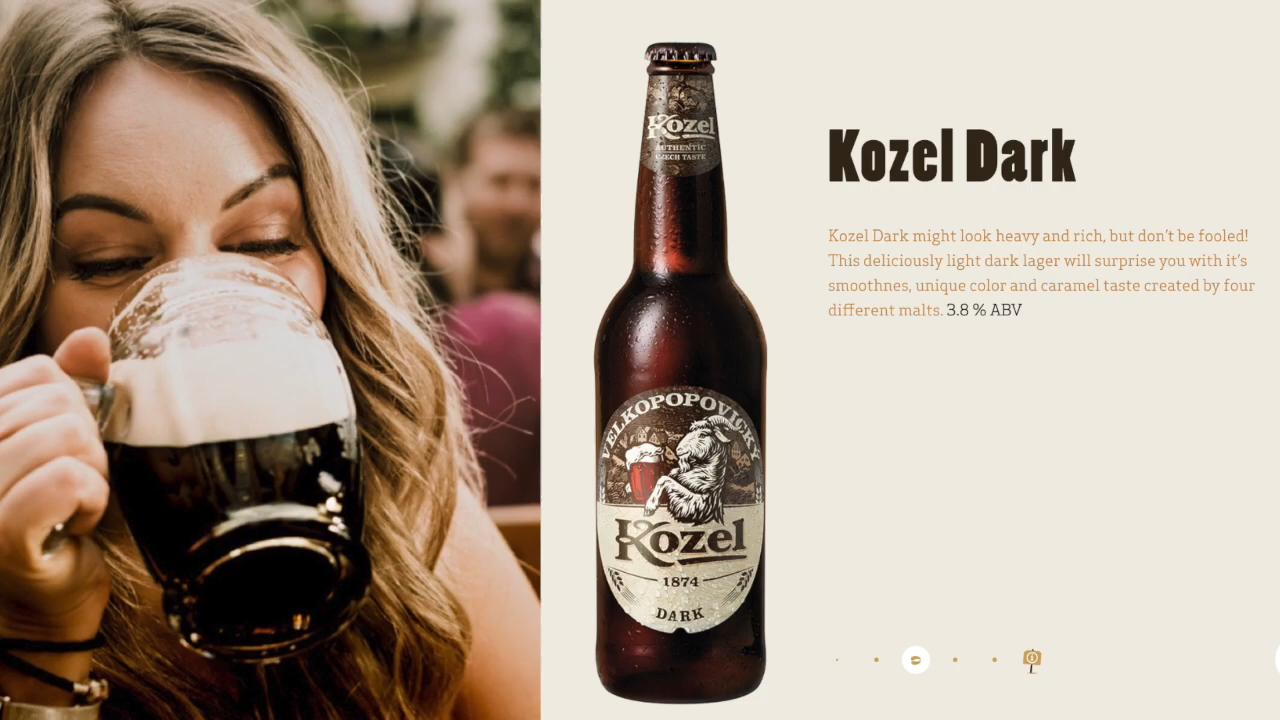 Kozel
AUTHENTIC
CZECH TASTE
Kozel Dark
Kozel Dark might look heavy and rich, but don't be fooled!
This deliciously light dark lager will surprise you with it's
smoothnes, unique color and caramel taste created by four
different malts. 3.8 % ABV
VELKOPOPOVICKÝ
Kozel
1874
DARK